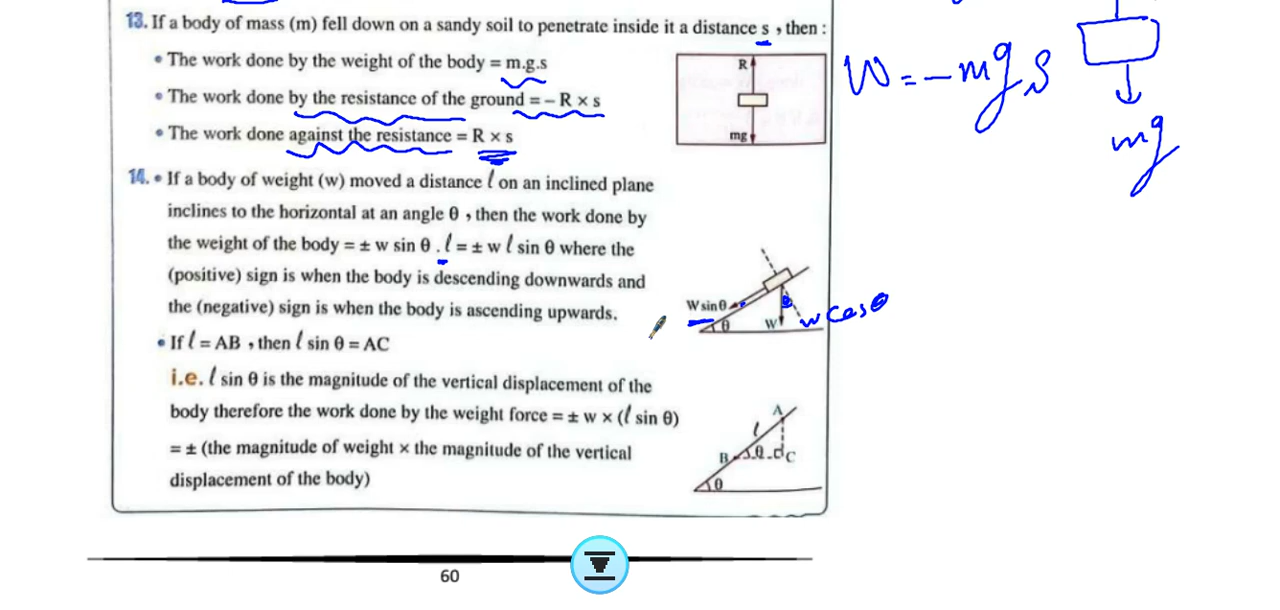 13. If a body of mass (m) fell down on a sandy soil to penetrate inside it a distance s , then :
• The work done by the weight of the body = m.g.s
• The work done by the resistance of the ground = – R × s
• The work done against the resistance = R × s
R
mg
W = - mg s
mg
14. • If a body of weight (w) moved a distance l on an inclined plane
inclines to the horizontal at an angle θ , then the work done by
the weight of the body = ± w sin θ . l = ± w l sin θ where the
(positive) sign is when the body is descending downwards and
the (negative) sign is when the body is ascending upwards.
W sin θ
θ
W
θ
w cos θ
• If l = AB , then l sin θ = AC
i.e. l sin θ is the magnitude of the vertical displacement of the
body therefore the work done by the weight force = ± w × (l sin θ)
= ± (the magnitude of weight × the magnitude of the vertical
displacement of the body)
A
l
B
θ
C
θ
60